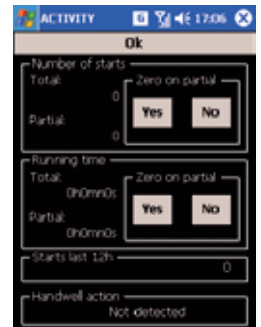 ACTIVITY 17:06
Ok
Number of starts
Total: Zero on partial
0
Yes No
Partial:
0
Running time
Total: Zero on partial
0h0mn0s
Yes No
Partial:
0h0mn0s
Starts last 12h
0
Handwell action
Not detected